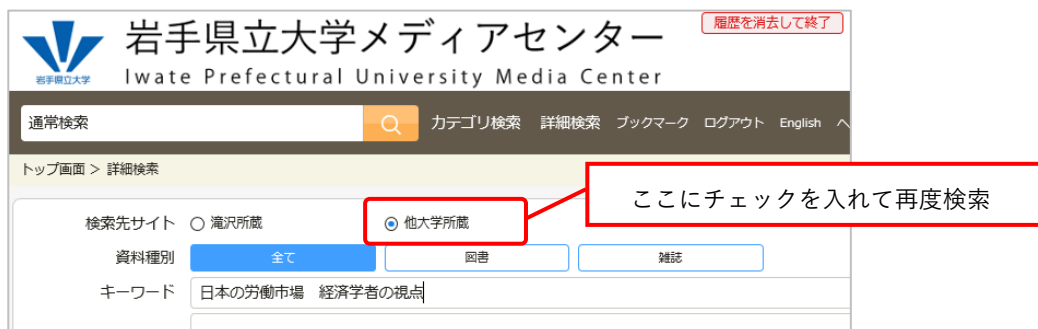 履歴を消去して終了
岩手県立大学メディアセンター
岩手県立大学
Iwate Prefectural University Media Center
通常検索
カテゴリ検索 詳細検索 ブックマーク ログアウト English ヘ
トップ画面 > 詳細検索
ここにチェックを入れて再度検索
検索先サイト 滝沢所蔵 他大学所蔵
資料種別 全て 図書 雑誌
キーワード 日本の労働市場 経済学者の視点